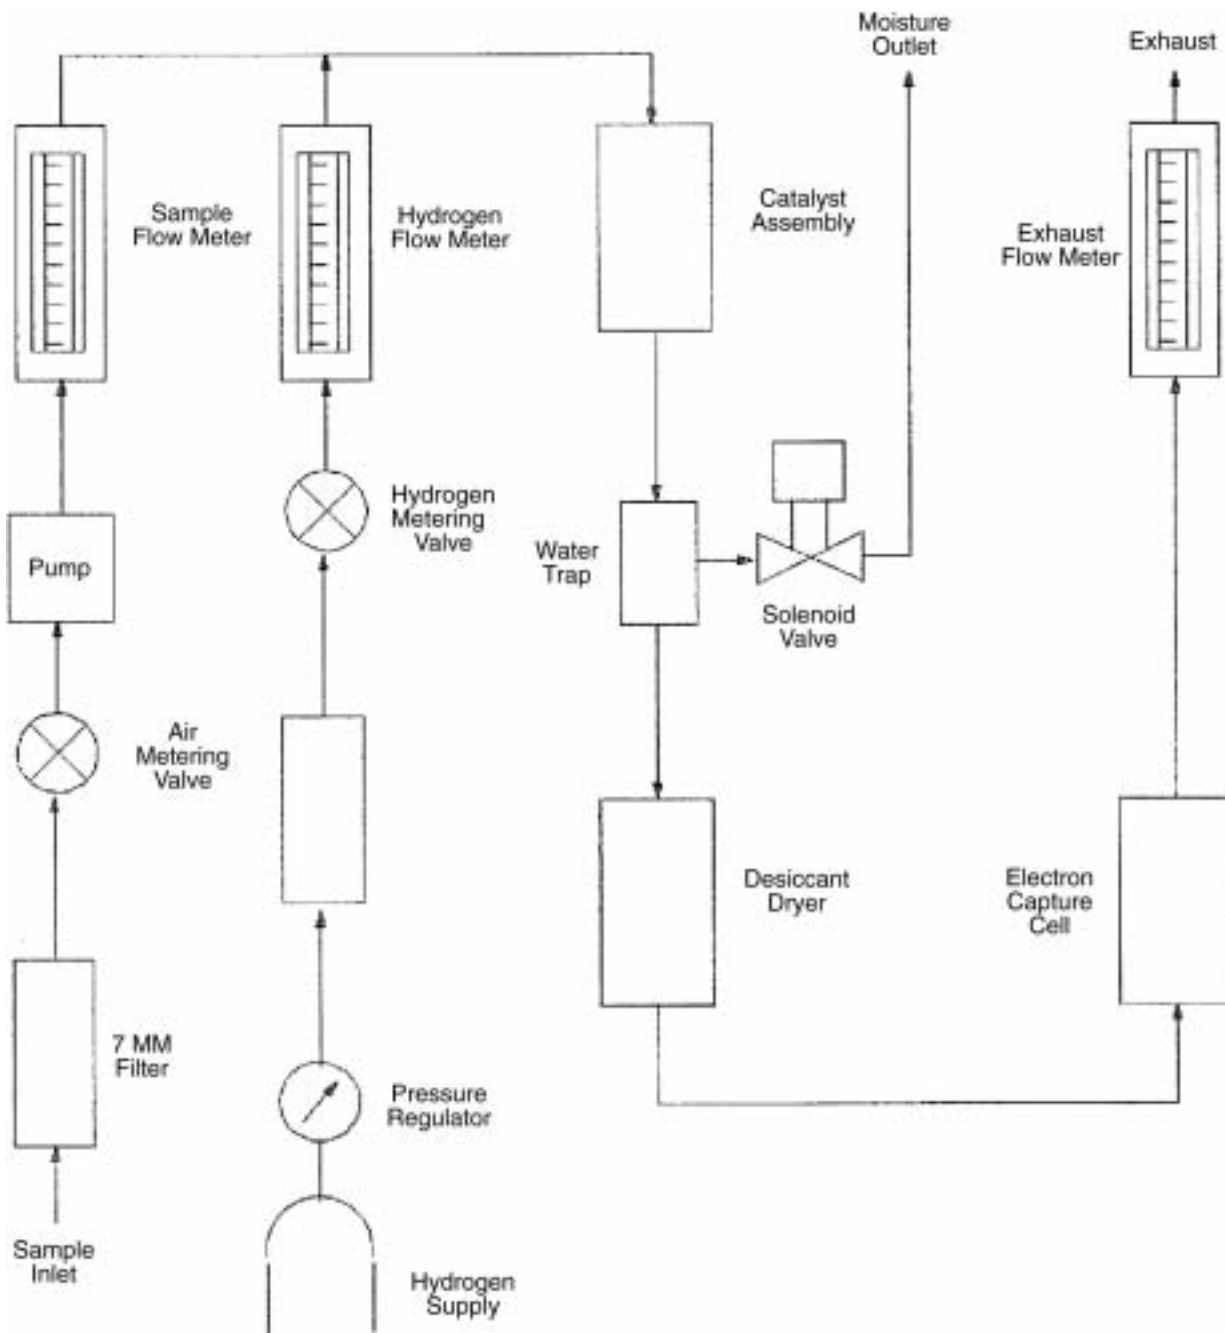 Moisture
Outlet
Exhaust
Sample
Flow Meter
Hydrogen
Flow Meter
Catalyst
Assembly
Exhaust
Flow Meter
Hydrogen
Metering
Valve
Pump
Water
Trap
Solenoid
Valve
Air
Metering
Valve
Desiccant
Dryer
Electron
Capture
Cell
7 MM
Filter
Pressure
Regulator
Sample
Inlet
Hydrogen
Supply